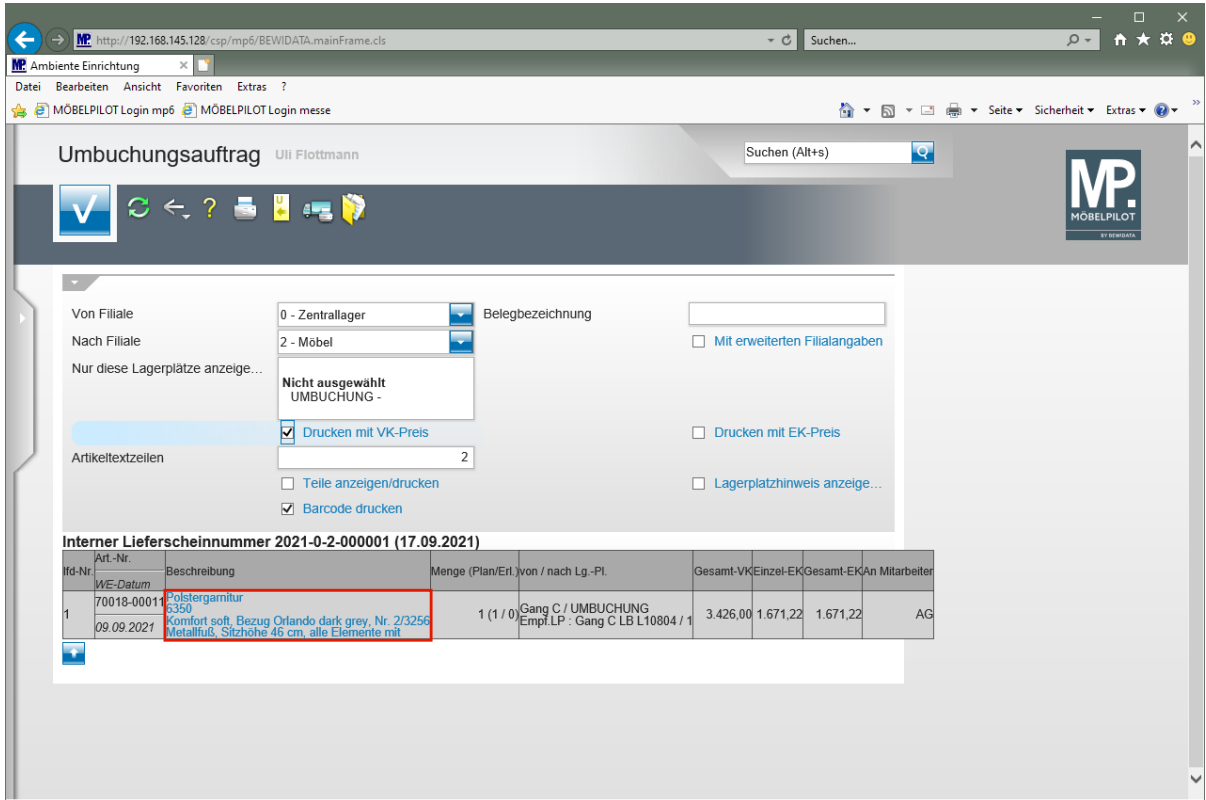 http://192.168.145.128/csp/mp6/BEWIDATA.mainFrame.cls
Suchen...
Ambiente Einrichtung
Datei Bearbeiten Ansicht Favoriten Extras ?
MÖBELPILOT Login mp6 MÖBELPILOT Login messe
Seite Sicherheit Extras
Umbuchungsauftrag Uli Flottmann
Suchen (Alt+s)
MP.
MÖBELPILOT
BY BEWIDATA
Von Filiale 0 - Zentrallager Belegbezeichnung
Nach Filiale 2 - Möbel Mit erweiterten Filialangaben
Nur diese Lagerplätze anzeige...
Nicht ausgewählt
UMBUCHUNG -
Drucken mit VK-Preis Drucken mit EK-Preis
Artikeltextzeilen 2
Teile anzeigen/drucken Lagerplatzhinweis anzeige...
Barcode drucken
Interner Lieferscheinnummer 2021-0-2-000001 (17.09.2021)
lfd-Nr. Art.-Nr. WE-Datum Beschreibung Menge (Plan/Erl.) von / nach Lg.-Pl. Gesamt-VK Einzel-EK Gesamt-EK An Mitarbeiter
1 70018-00011 09.09.2021
Polstergarnitur
6350
Komfort soft, Bezug Orlando dark grey, Nr. 2/3256
Metallfuß, Sitzhöhe 46 cm, alle Elemente mit
1 (1 / 0)
Gang C / UMBUCHUNG
Empf.LP : Gang C LB L10804 / 1
3.426,00 1.671,22 1.671,22 AG